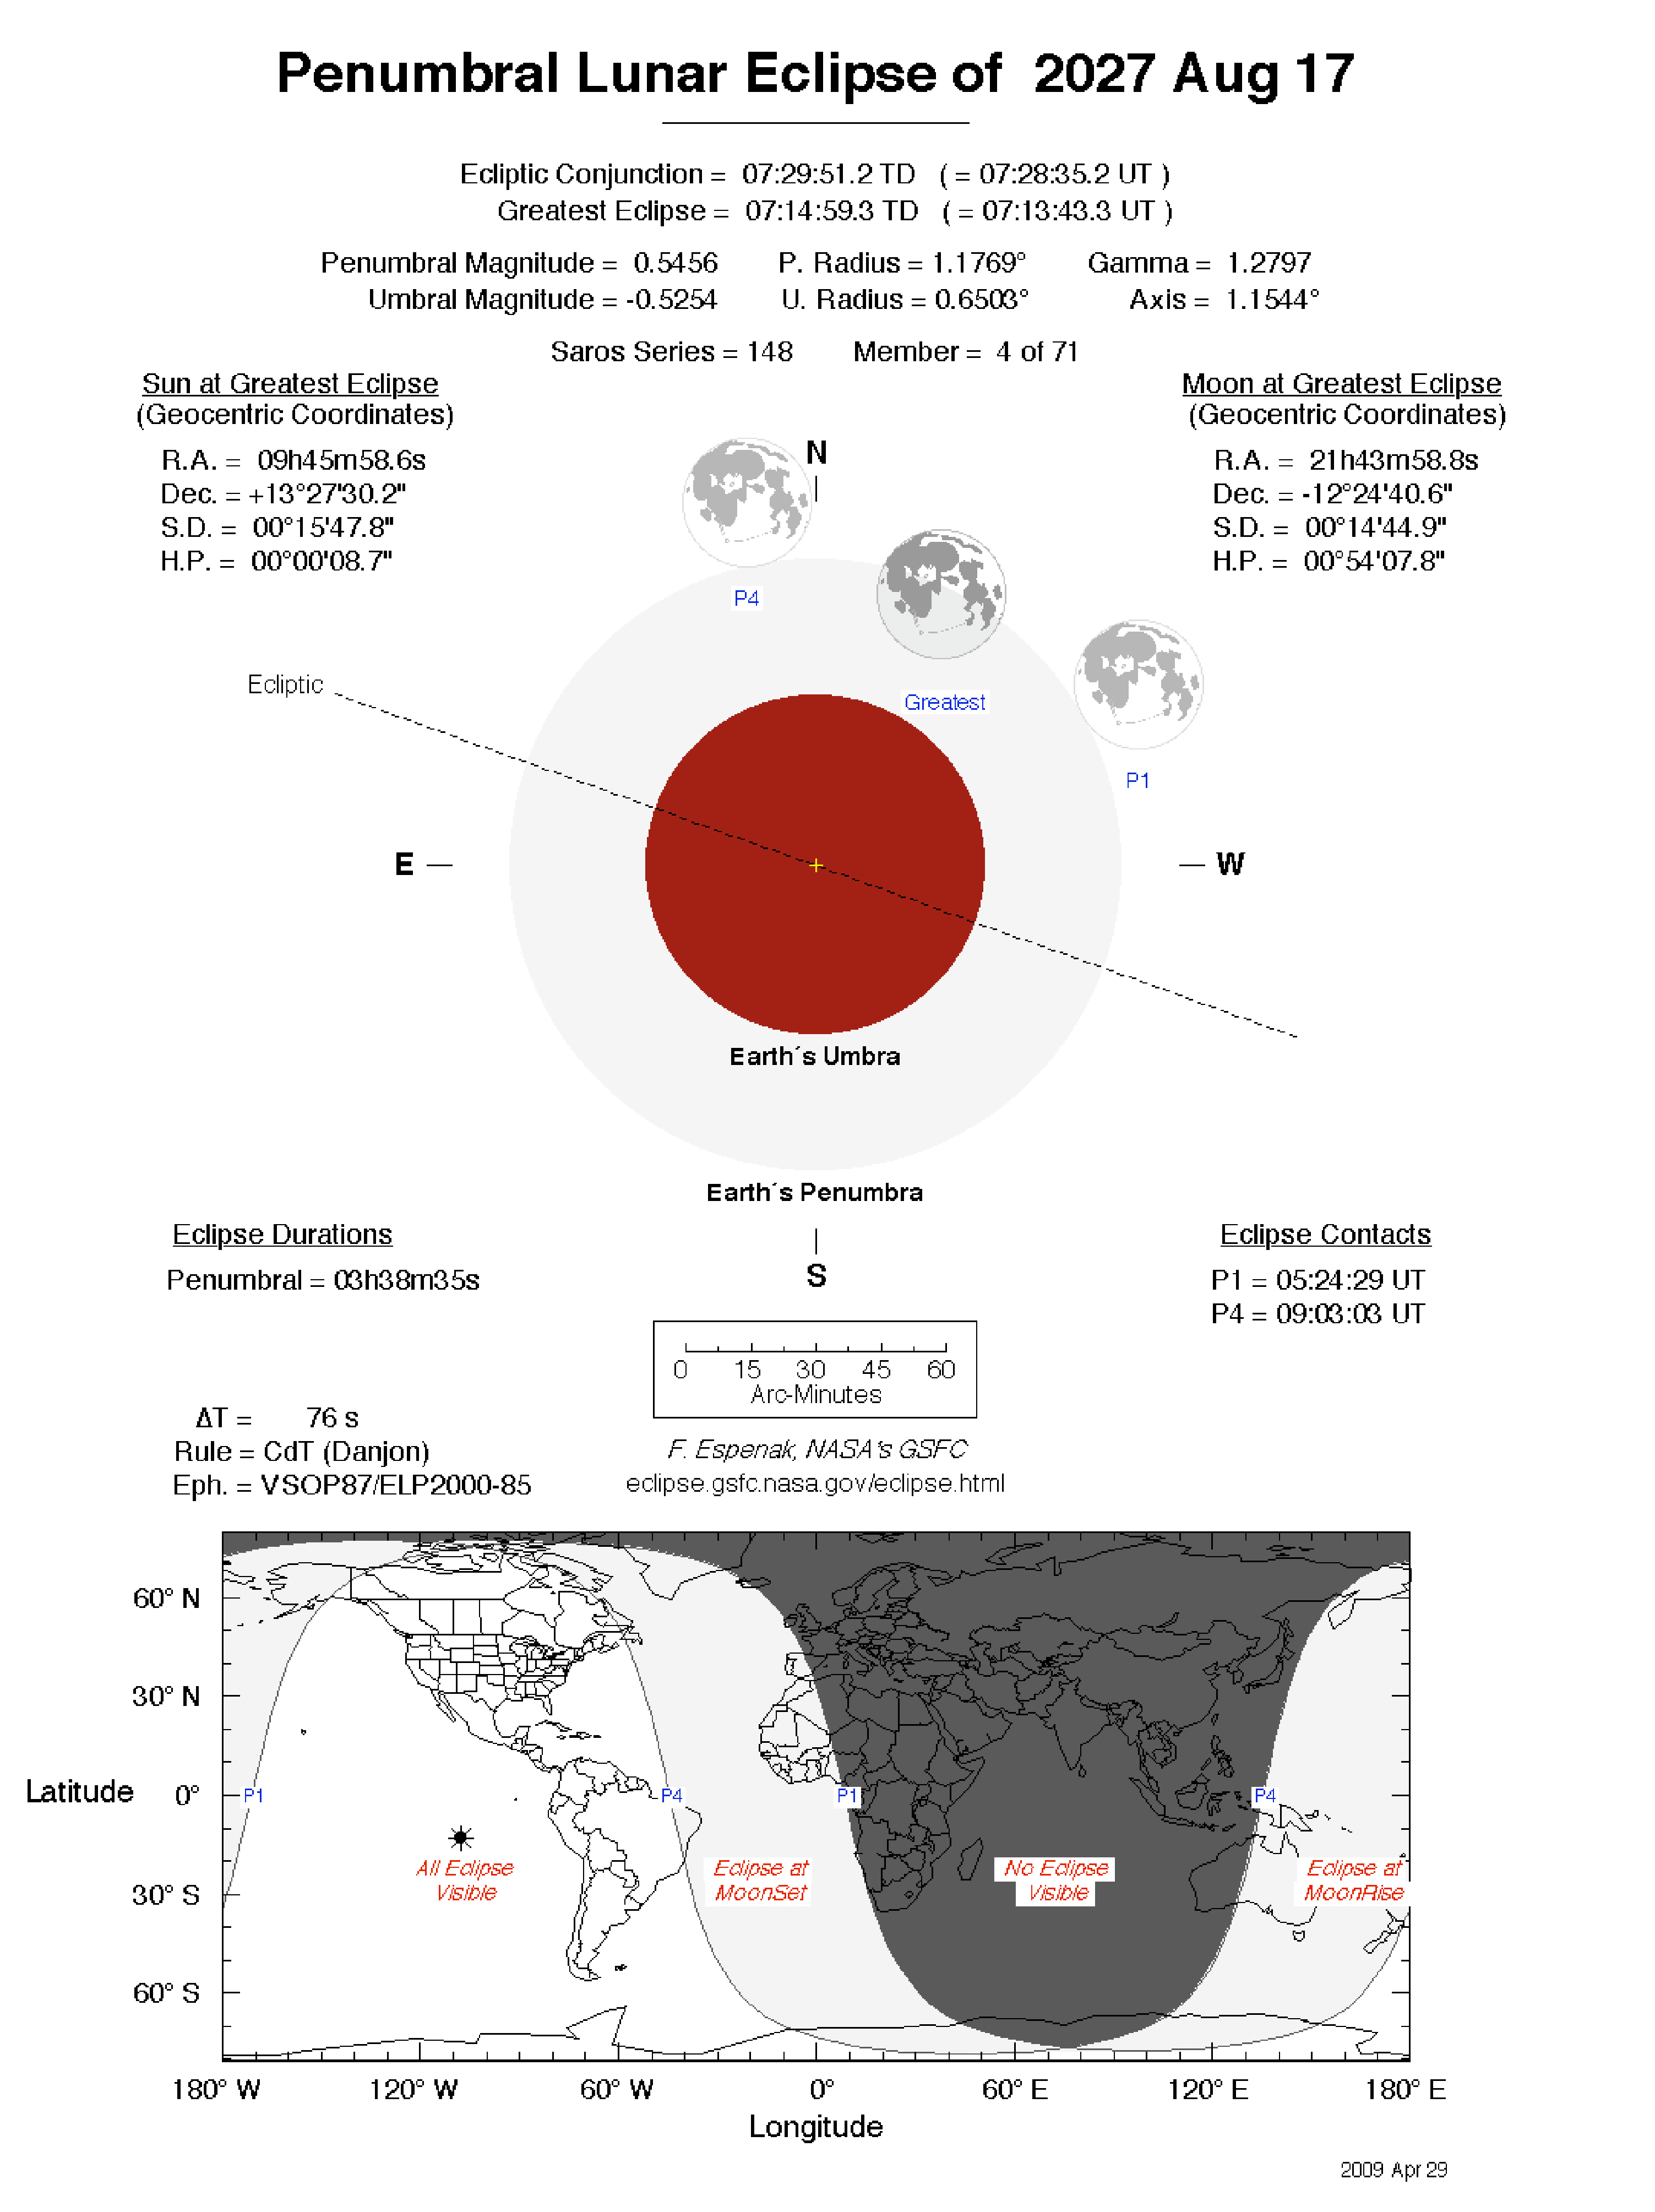 Penumbral Lunar Eclipse of 2027 Aug 17
Ecliptic Conjunction = 07:29:51.2 TD ( = 07:28:35.2 UT )
Greatest Eclipse = 07:14:59.3 TD ( = 07:13:43.3 UT )
Penumbral Magnitude = 0.5456 P. Radius = 1.1769° Gamma = 1.2797
Umbral Magnitude = -0.5254 U. Radius = 0.6503° Axis = 1.1544°
Saros Series = 148 Member = 4 of 71
Sun at Greatest Eclipse
(Geocentric Coordinates)
R.A. = 09h45m58.6s
Dec. = +13°27'30.2"
S.D. = 00°15'47.8"
H.P. = 00°00'08.7"
Moon at Greatest Eclipse
(Geocentric Coordinates)
R.A. = 21h43m58.8s
Dec. = -12°24'40.6"
S.D. = 00°14'44.9"
H.P. = 00°54'07.8"
N
P4
Greatest
P1
Ecliptic
E
W
Earth´s Umbra
Earth´s Penumbra
S
Eclipse Durations
Penumbral = 03h38m35s
Eclipse Contacts
P1 = 05:24:29 UT
P4 = 09:03:03 UT
0 15 30 45 60
Arc-Minutes
ΔT = 76 s
Rule = CdT (Danjon)
Eph. = VSOP87/ELP2000-85
F. Espenak, NASA's GSFC
eclipse.gsfc.nasa.gov/eclipse.html
60° N
30° N
Latitude 0°
30° S
60° S
P1 P4 P1 P4
All Eclipse
Visible
Eclipse at
MoonSet
No Eclipse
Visible
Eclipse at
MoonRise
180° W 120° W 60° W 0° 60° E 120° E 180° E
Longitude
2009 Apr 29